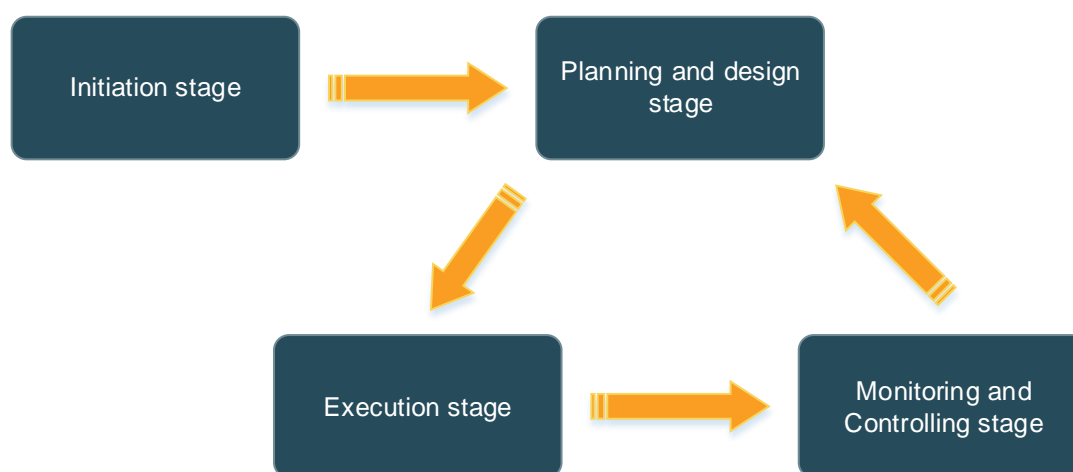 Initiation stage
Planning and design
stage
Execution stage
Monitoring and
Controlling stage